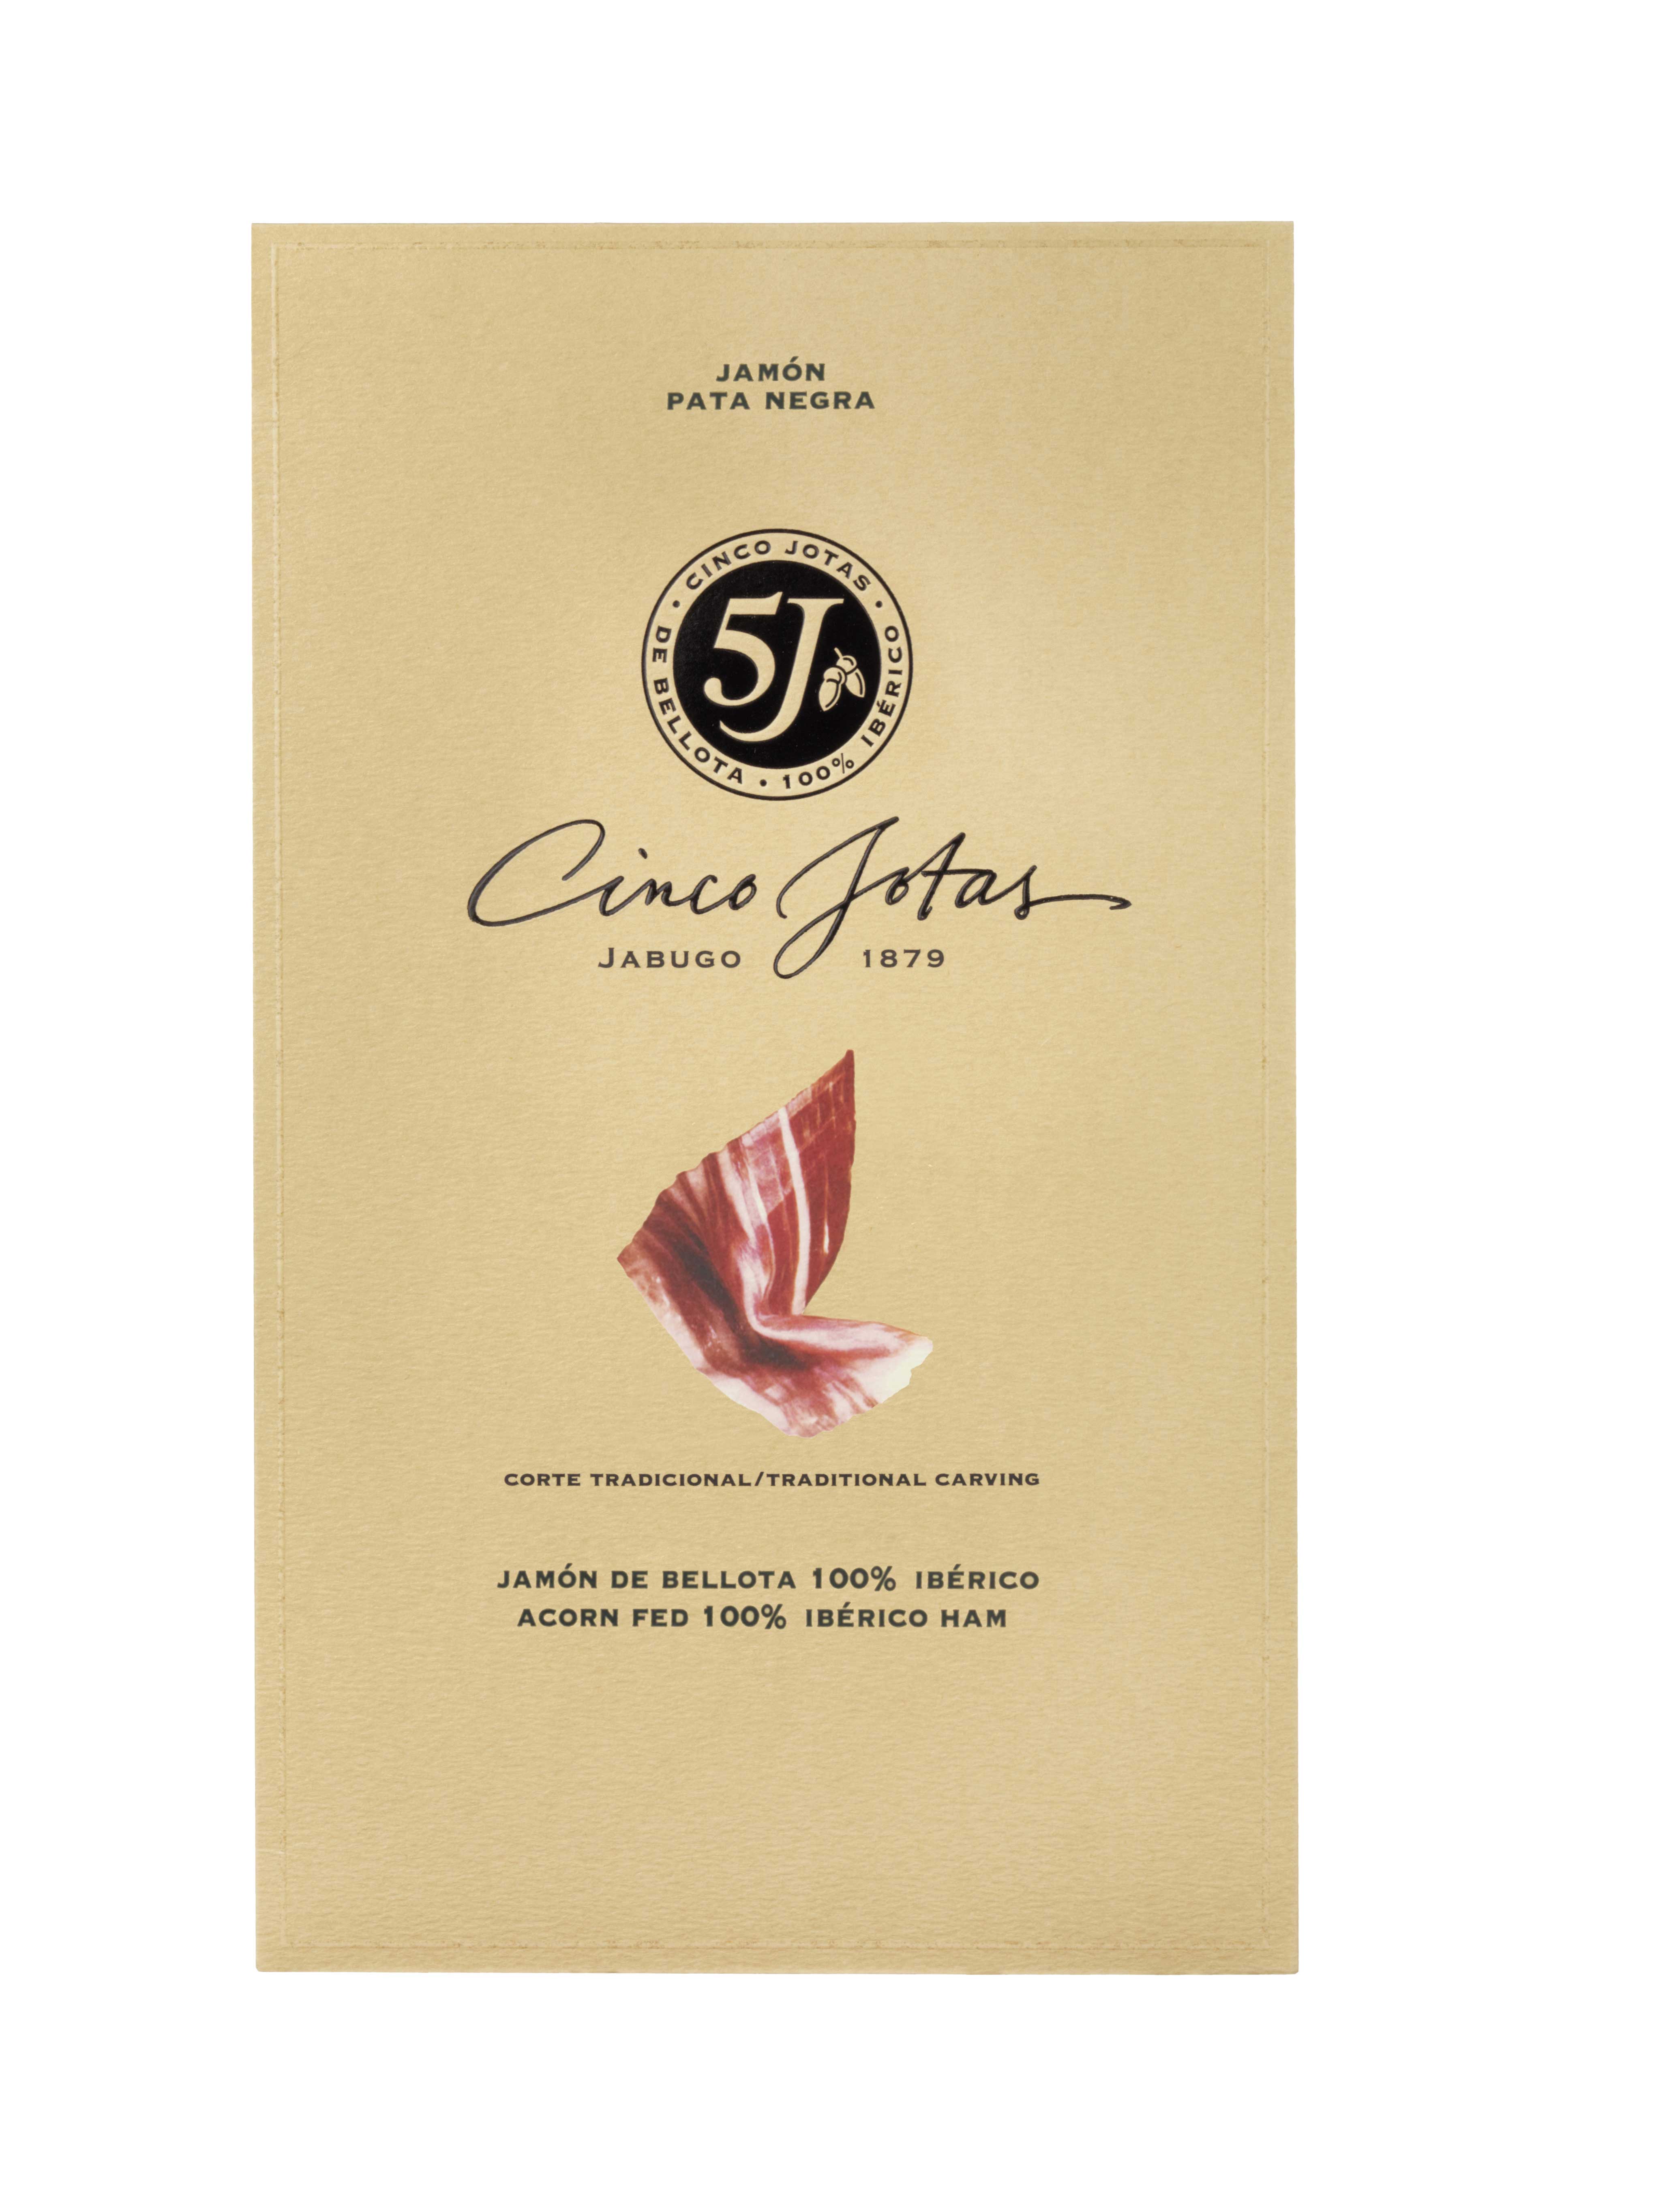 JAMÓN
PATA NEGRA
• CINCO JOTAS •
DE BELLOTA • 100% IBÉRICO
5J
Cinco Jotas
JABUGO 1879
CORTE TRADICIONAL/TRADITIONAL CARVING
JAMÓN DE BELLOTA 100% IBÉRICO
ACORN FED 100% IBÉRICO HAM